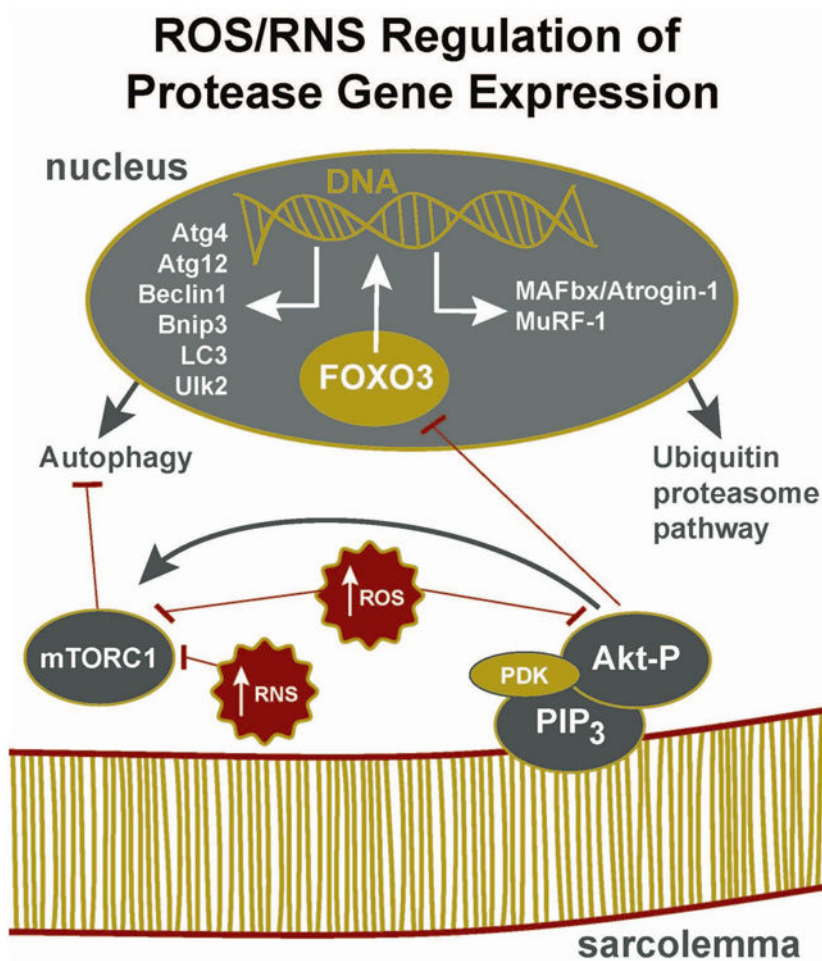 ROS/RNS Regulation of
Protease Gene Expression
nucleus
DNA
Atg4
Atg12
Beclin1
Bnip3
LC3
Ulk2
MAFbx/Atrogin-1
MuRF-1
FOXO3
Autophagy
Ubiquitin
proteasome
pathway
ROS
mTORC1
RNS
Akt-P
PDK
PIP₃
sarcolemma